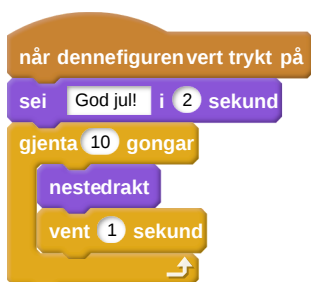 når dennefiguren vert trykt på
sei God jul! i 2 sekund
gjenta 10 gongar
nestedrakt
vent 1 sekund